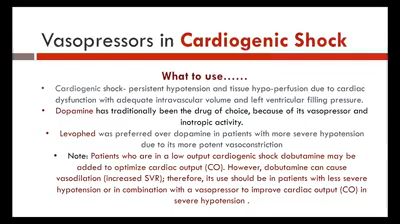 Vasopressors in Cardiogenic Shock
What to use……
• Cardiogenic shock- persistent hypotension and tissue hypo-perfusion due to cardiac
dysfunction with adequate intravascular volume and left ventricular filling pressure.
• Dopamine has traditionally been the drug of choice, because of its vasopressor and
inotropic activity.
• Levophed was preferred over dopamine in patients with more severe hypotension
due to its more potent vasoconstriction
• Note: Patients who are in a low output cardiogenic shock dobutamine may be
added to optimize cardiac output (CO). However, dobutamine can cause
vasodilation (increased SVR); therefore, its use should be in patients with less severe
hypotension or in combination with a vasopressor to improve cardiac output (CO) in
severe hypotension .